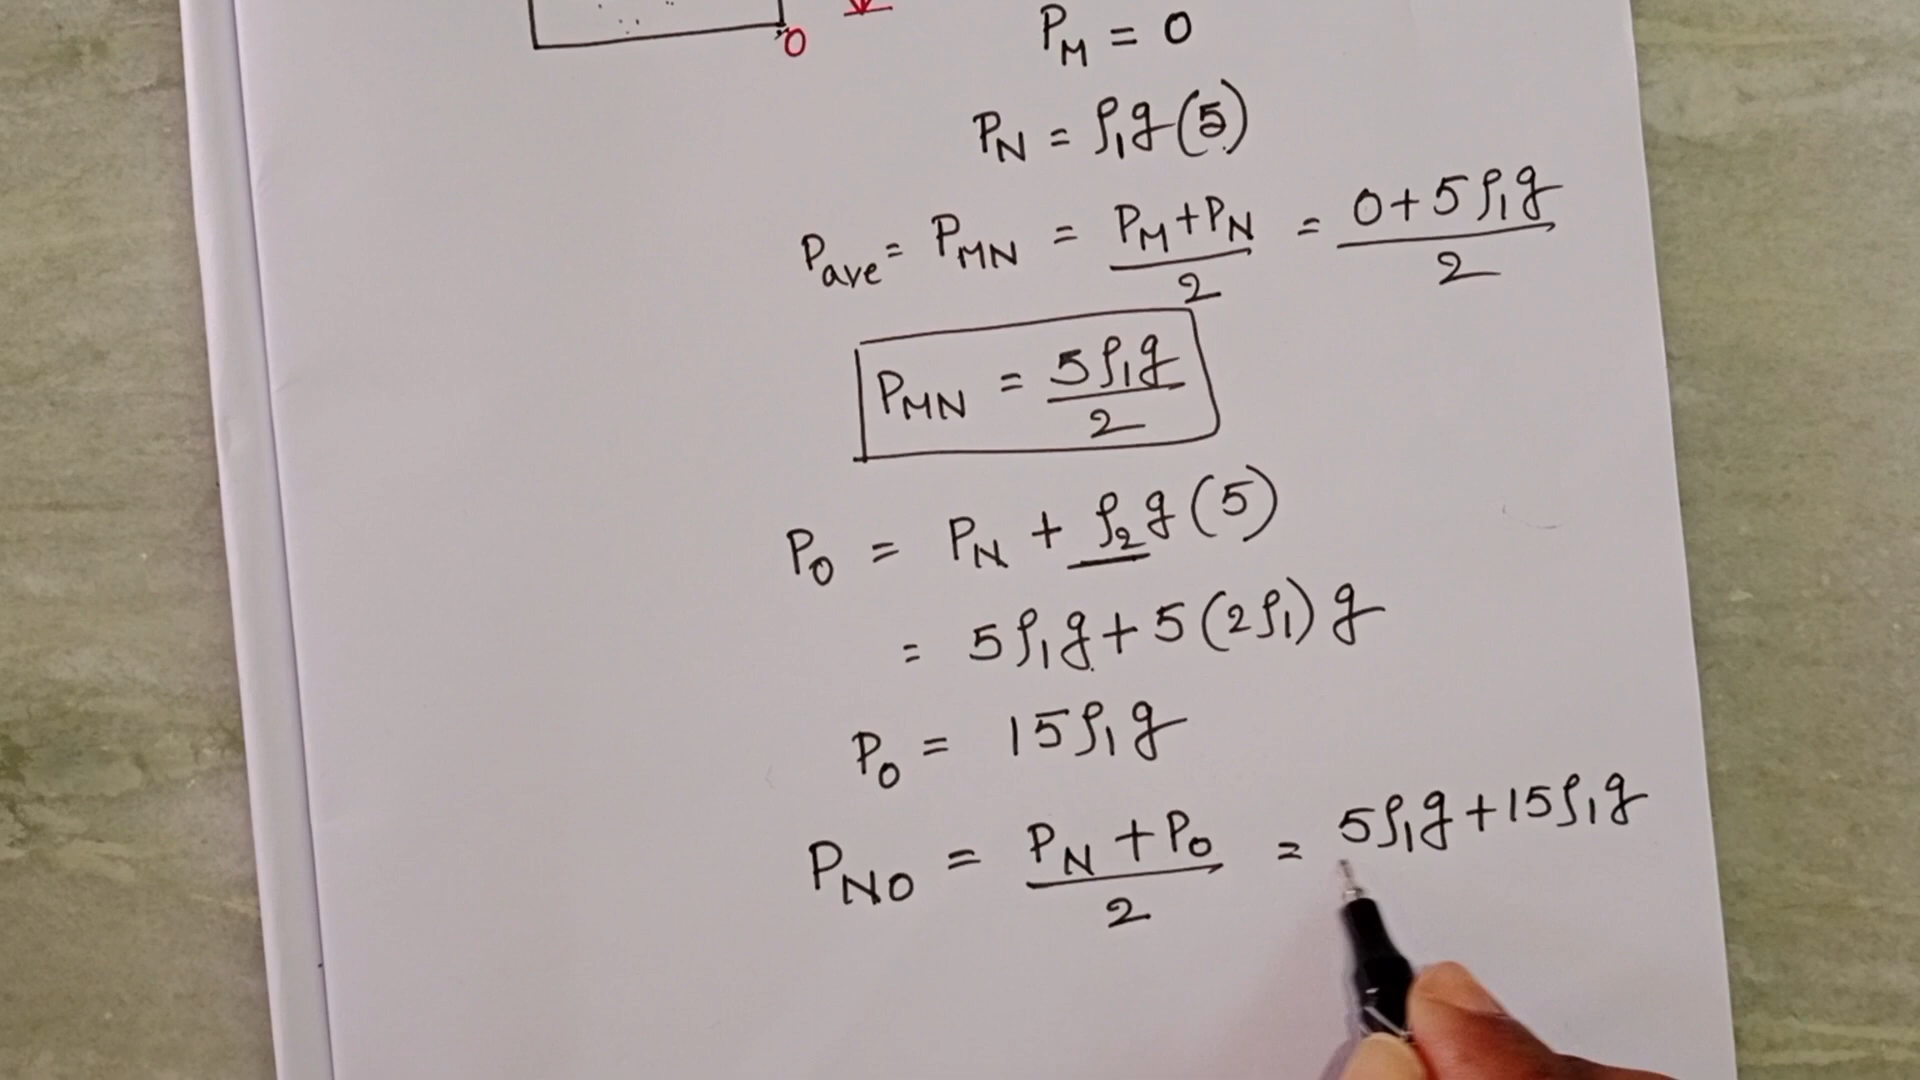 O
P_M = 0
P_N = ρ₁g(5)
P_ave = P_MN = (P_M + P_N)/2 = (0 + 5ρ₁g)/2
P_MN = 5ρ₁g/2
P_O = P_N + ρ₂g(5)
= 5ρ₁g + 5(2ρ₁)g
P_O = 15ρ₁g
P_NO = (P_N + P_O)/2 = 5ρ₁g + 15ρ₁g